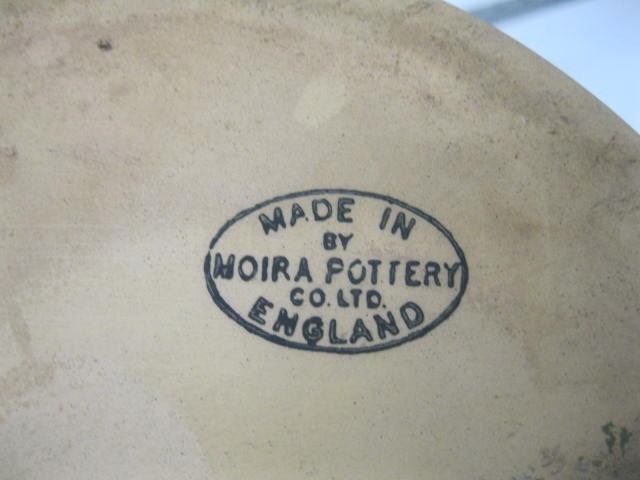 MADE IN
BY
MOIRA POTTERY
CO. LTD.
ENGLAND